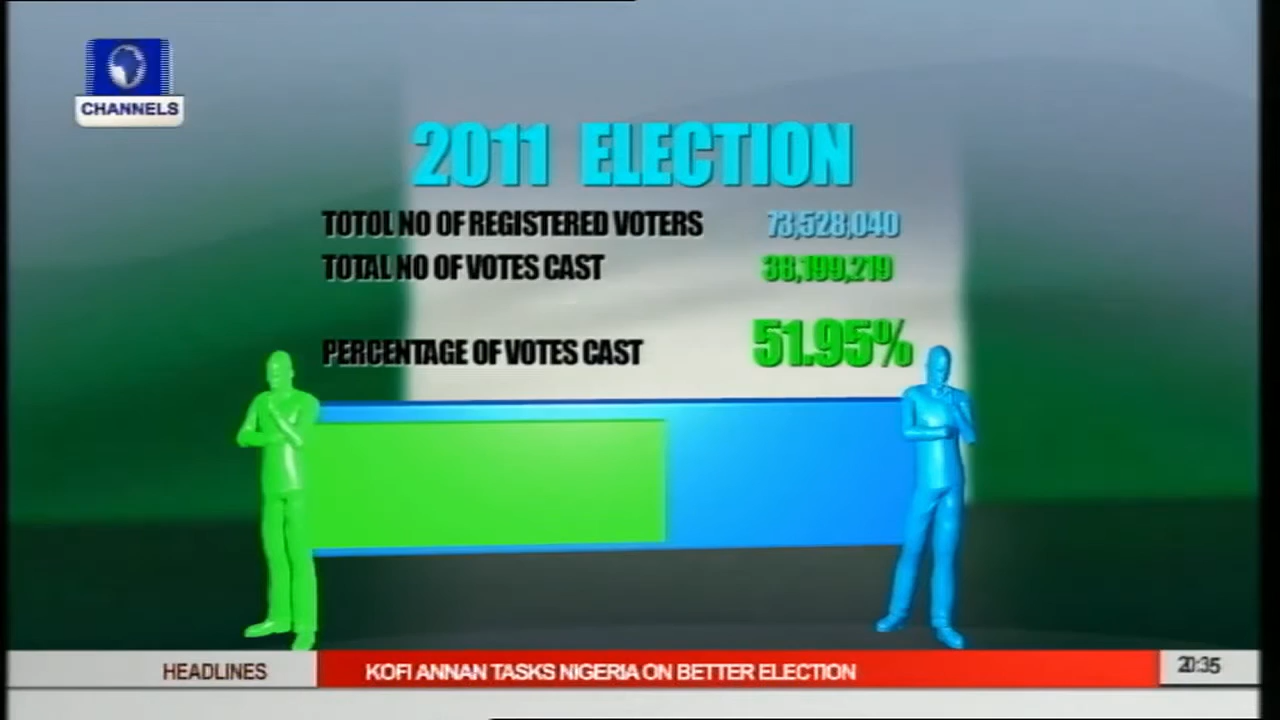 CHANNELS
2011 ELECTION
TOTOL NO OF REGISTERED VOTERS 73,528,040
TOTAL NO OF VOTES CAST 38,199,219
PERCENTAGE OF VOTES CAST 51.95%
HEADLINES KOFI ANNAN TASKS NIGERIA ON BETTER ELECTION 20:35